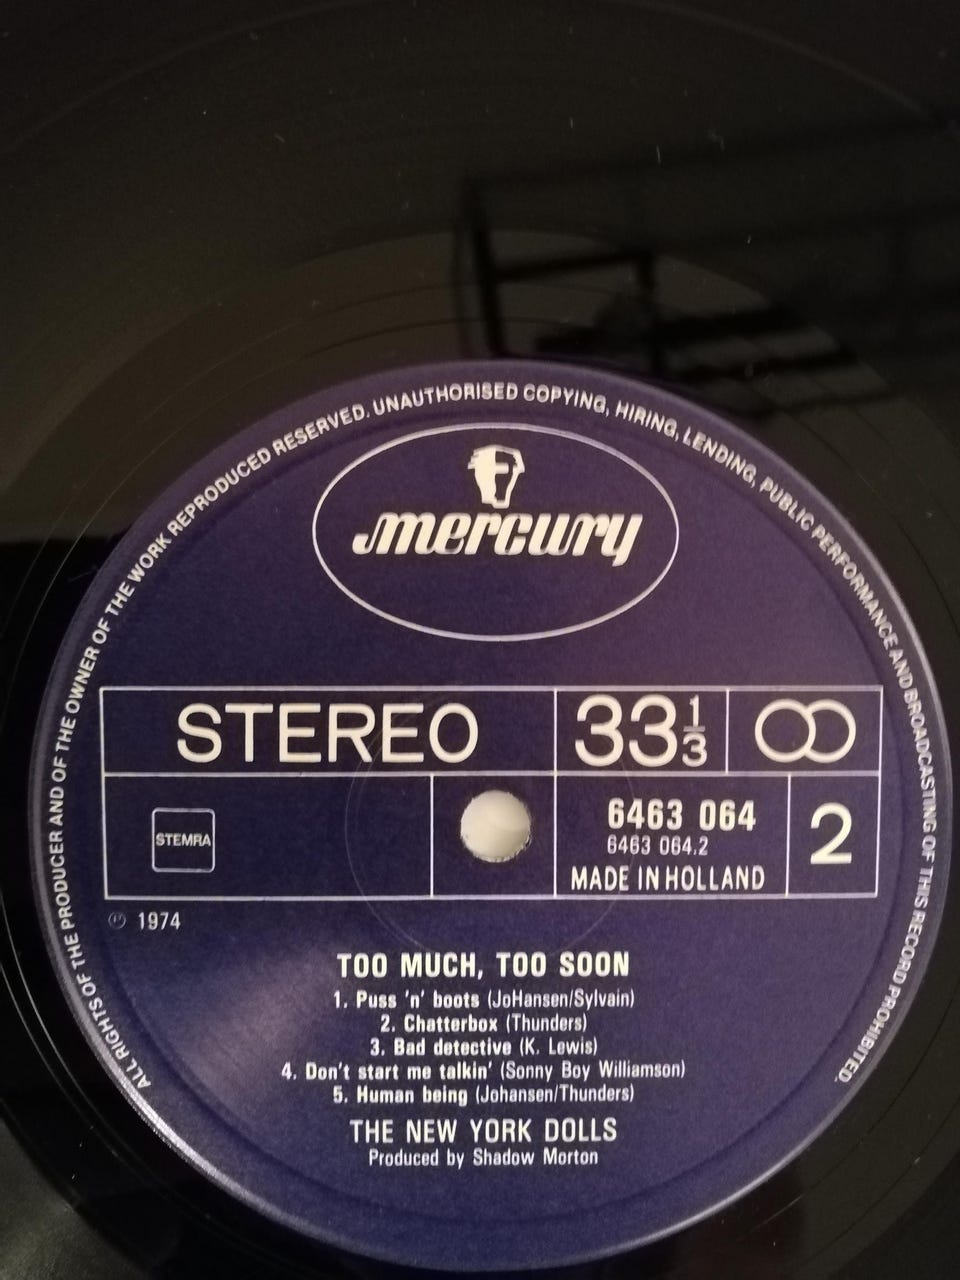 ALL RIGHTS OF THE PRODUCER AND OF THE OWNER OF THE WORK REPRODUCED RESERVED. UNAUTHORISED COPYING, HIRING, LENDING, PUBLIC PERFORMANCE AND BROADCASTING OF THIS RECORD PROHIBITED.
mercury
STEREO 33⅓
STEMRA
6463 064
6463 064.2
MADE IN HOLLAND
2
℗ 1974
TOO MUCH, TOO SOON
1. Puss 'n' boots (JoHansen/Sylvain)
2. Chatterbox (Thunders)
3. Bad detective (K. Lewis)
4. Don't start me talkin' (Sonny Boy Williamson)
5. Human being (Johansen/Thunders)
THE NEW YORK DOLLS
Produced by Shadow Morton